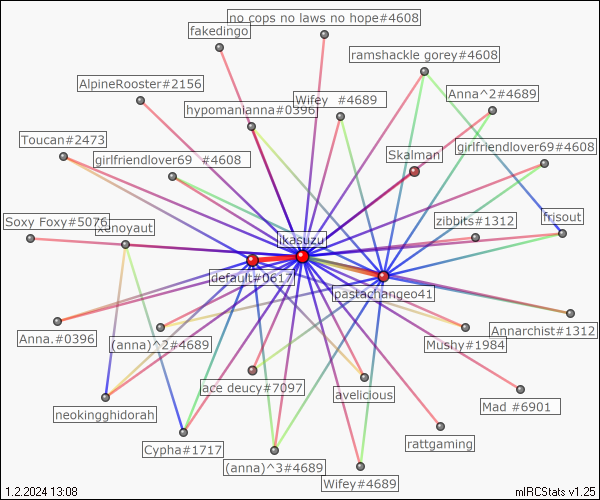 no cops no laws no hope#4608
fakedingo
ramshackle gorey#4608
AlpineRooster#2156
Anna^2#4689
Wifey  #4689
hypomanianna#0396
Toucan#2473
girlfriendlover69#4608
Skalman
girlfriendlover69  #4608
Soxy Foxy#5076
xenoyaut
zibbits#1312
frisout
ikasuzu
default#0617
pastachangeo41
Anna.#0396
(anna)^2#4689
Annarchist#1312
Mushy#1984
ace deucy#7097
avelicious
Mad #6901
neokingghidorah
rattgaming
Cypha#1717
(anna)^3#4689
Wifey#4689
1.2.2024 13:08
mIRCStats v1.25